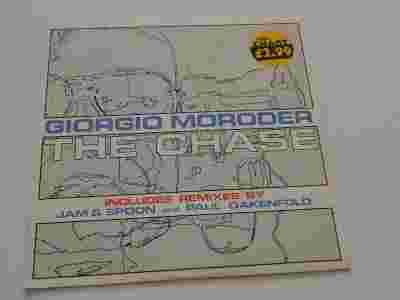 GIORGIO MORODER
THE CHASE
INCLUDES REMIXES BY
JAM & SPOON AND PAUL OAKENFOLD